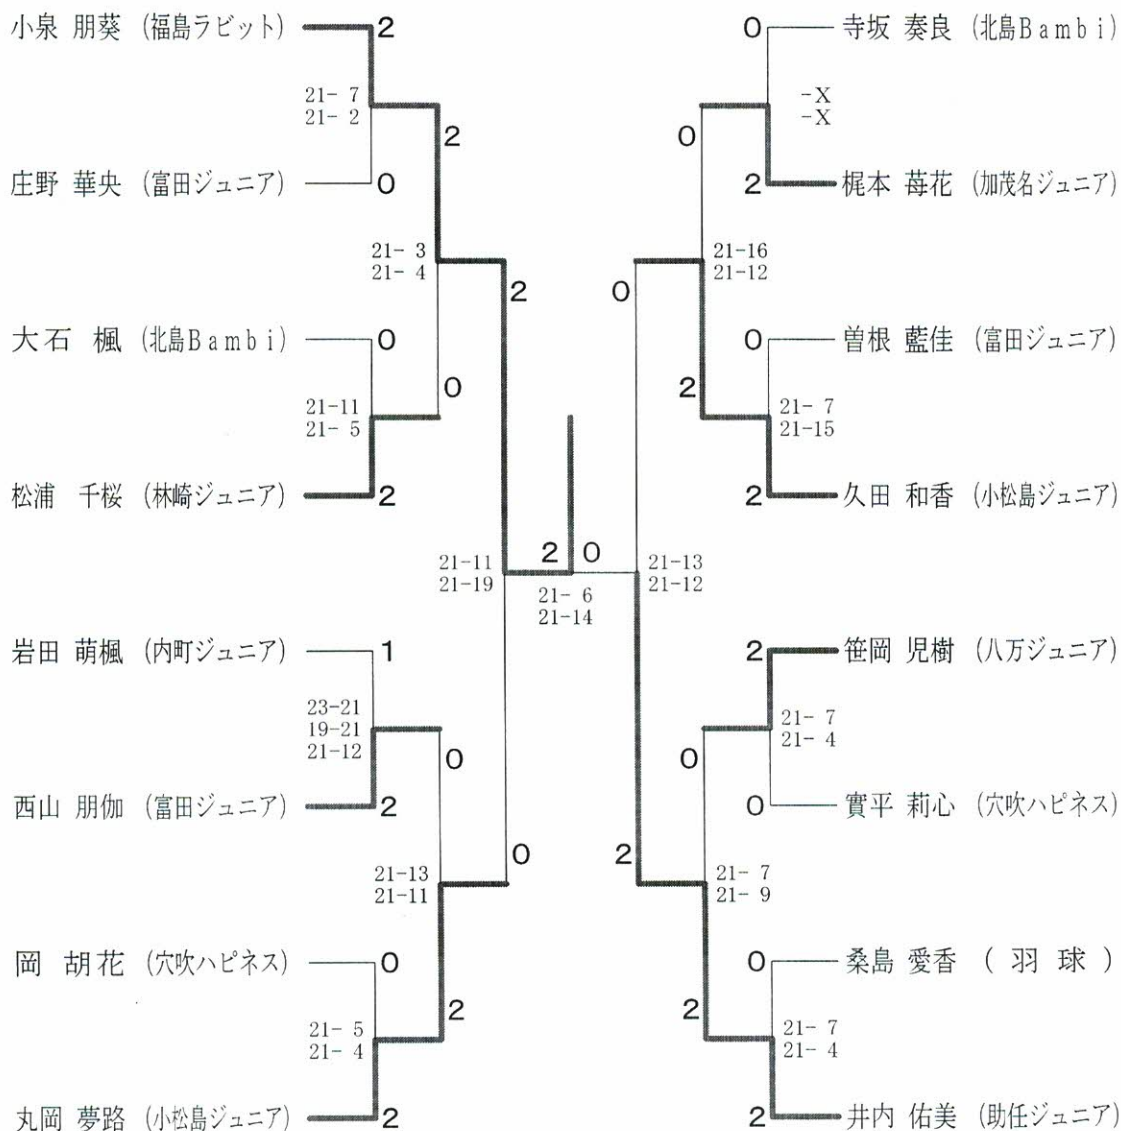 小泉 朋葵 (福島ラビット) 2
21- 7
21- 2
2
庄野 華央 (富田ジュニア) 0
21- 3
21- 4
2
大石 楓 (北島Bambi) 0
0
21-11
21- 5
松浦 千桜 (林崎ジュニア) 2
21-11
21-19
岩田 萌楓 (内町ジュニア) 1
23-21
19-21
21-12
0
西山 朋伽 (富田ジュニア) 2
0
21-13
21-11
岡 胡花 (穴吹ハピネス) 0
2
21- 5
21- 4
丸岡 夢路 (小松島ジュニア) 2
2 0
21- 6
21-14
0 寺坂 奏良 (北島Bambi)
-X
-X
0
2 梶本 苺花 (加茂名ジュニア)
21-16
21-12
0
0 曽根 藍佳 (富田ジュニア)
2
21- 7
21-15
2 久田 和香 (小松島ジュニア)
21-13
21-12
2 笹岡 児樹 (八万ジュニア)
21- 7
21- 4
0
0 實平 莉心 (穴吹ハピネス)
2
21- 7
21- 9
0 桑島 愛香 (羽球)
2
21- 7
21- 4
2 井内 佑美 (助任ジュニア)